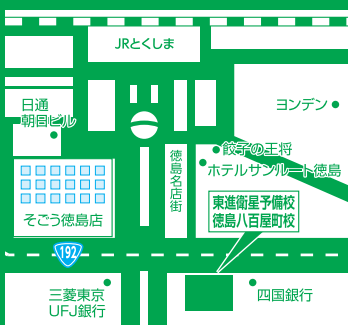 JRとくしま
日通
朝日ビル
ヨンデン
餃子の王将
ホテルサンルート徳島
徳島名店街
東進衛星予備校
徳島八百屋町校
そごう徳島店
192
三菱東京
UFJ銀行
四国銀行